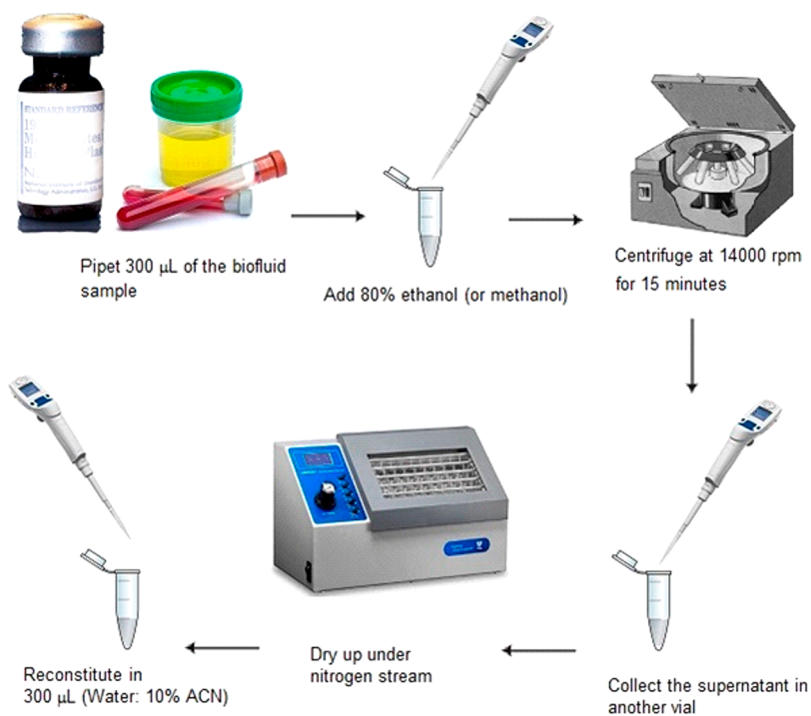 STANDARD REFERENCE
Pipet 300 µL of the biofluid
sample
Add 80% ethanol (or methanol)
Centrifuge at 14000 rpm
for 15 minutes
Collect the supernatant in
another vial
Dry up under
nitrogen stream
Reconstitute in
300 µL (Water: 10% ACN)